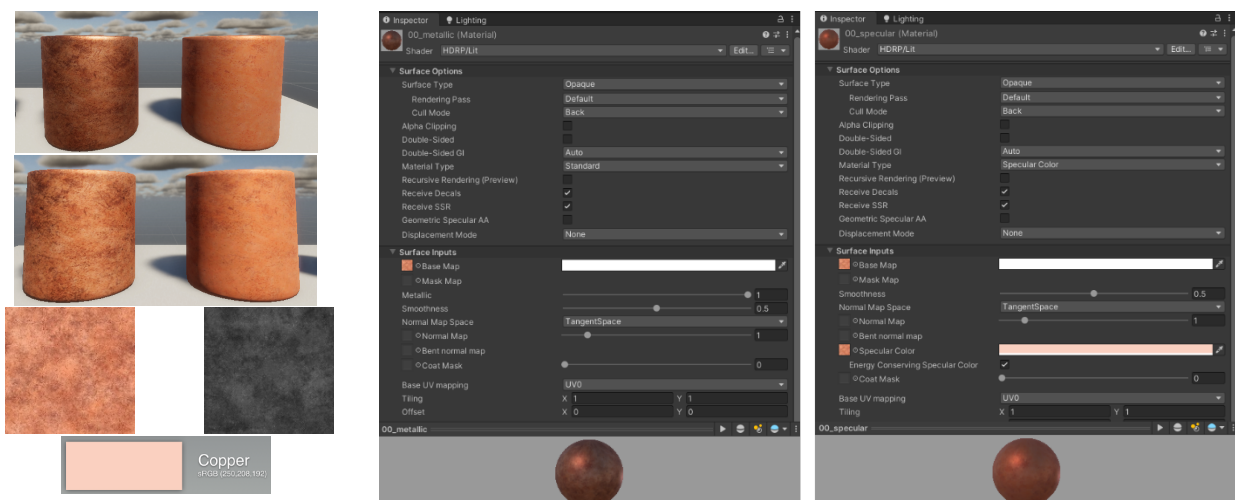 Copper
sRGB (250,208,192)
Inspector Lighting
00_metallic (Material)
Shader HDRP/Lit Edit...
Surface Options
Surface Type Opaque
Rendering Pass Default
Cull Mode Back
Alpha Clipping
Double-Sided
Double-Sided GI Auto
Material Type Standard
Recursive Rendering (Preview)
Receive Decals
Receive SSR
Geometric Specular AA
Displacement Mode None
Surface Inputs
Base Map
Mask Map
Metallic 1
Smoothness 0.5
Normal Map Space TangentSpace
Normal Map 1
Bent normal map
Coat Mask 0
Base UV mapping UV0
Tiling X 1 Y 1
Offset X 0 Y 0
00_metallic
Inspector Lighting
00_specular (Material)
Shader HDRP/Lit Edit...
Surface Options
Surface Type Opaque
Rendering Pass Default
Cull Mode Back
Alpha Clipping
Double-Sided
Double-Sided GI Auto
Material Type Specular Color
Recursive Rendering (Preview)
Receive Decals
Receive SSR
Geometric Specular AA
Displacement Mode None
Surface Inputs
Base Map
Mask Map
Smoothness 0.5
Normal Map Space TangentSpace
Normal Map 1
Bent normal map
Specular Color
Energy Conserving Specular Color
Coat Mask 0
Base UV mapping UV0
Tiling X 1 Y 1
00_specular